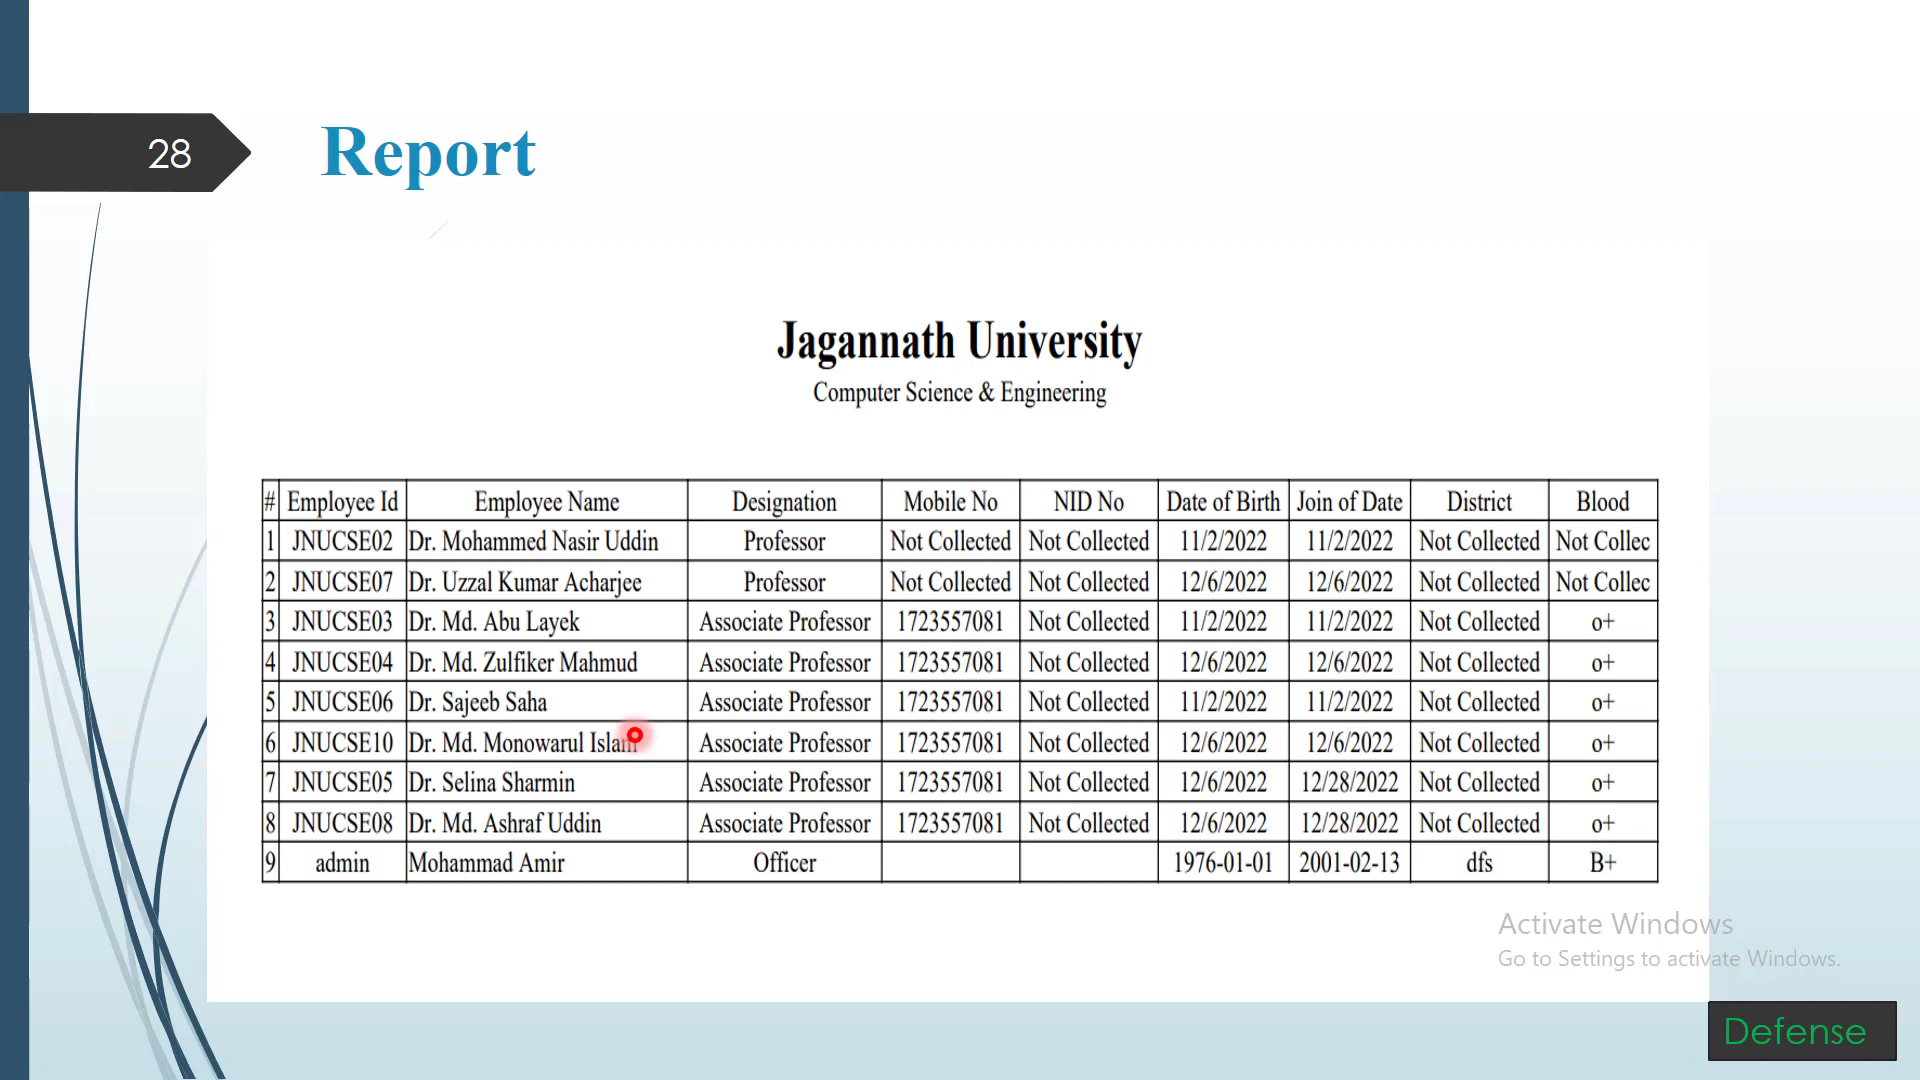 28
Report
Jagannath University
Computer Science & Engineering
# Employee Id Employee Name Designation Mobile No NID No Date of Birth Join of Date District Blood
1 JNUCSE02 Dr. Mohammed Nasir Uddin Professor Not Collected Not Collected 11/2/2022 11/2/2022 Not Collected Not Collec
2 JNUCSE07 Dr. Uzzal Kumar Acharjee Professor Not Collected Not Collected 12/6/2022 12/6/2022 Not Collected Not Collec
3 JNUCSE03 Dr. Md. Abu Layek Associate Professor 1723557081 Not Collected 11/2/2022 11/2/2022 Not Collected o+
4 JNUCSE04 Dr. Md. Zulfiker Mahmud Associate Professor 1723557081 Not Collected 12/6/2022 12/6/2022 Not Collected o+
5 JNUCSE06 Dr. Sajeeb Saha Associate Professor 1723557081 Not Collected 11/2/2022 11/2/2022 Not Collected o+
6 JNUCSE10 Dr. Md. Monowarul Islam Associate Professor 1723557081 Not Collected 12/6/2022 12/6/2022 Not Collected o+
7 JNUCSE05 Dr. Selina Sharmin Associate Professor 1723557081 Not Collected 12/6/2022 12/28/2022 Not Collected o+
8 JNUCSE08 Dr. Md. Ashraf Uddin Associate Professor 1723557081 Not Collected 12/6/2022 12/28/2022 Not Collected o+
9 admin Mohammad Amir Officer 1976-01-01 2001-02-13 dfs B+
Activate Windows
Go to Settings to activate Windows.
Defense